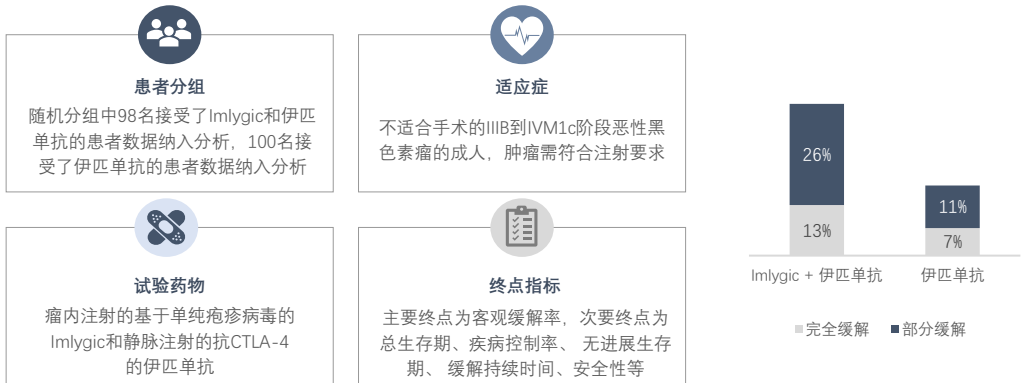 患者分组
随机分组中98名接受了Imlygic和伊匹
单抗的患者数据纳入分析，100名接
受了伊匹单抗的患者数据纳入分析
适应症
不适合手术的IIIB到IVM1c阶段恶性黑
色素瘤的成人，肿瘤需符合注射要求
试验药物
瘤内注射的基于单纯疱疹病毒的
Imlygic和静脉注射的抗CTLA-4
的伊匹单抗
终点指标
主要终点为客观缓解率，次要终点为
总生存期、疾病控制率、 无进展生存
期、 缓解持续时间、安全性等
26%
13%
11%
7%
Imlygic + 伊匹单抗
伊匹单抗
完全缓解
部分缓解